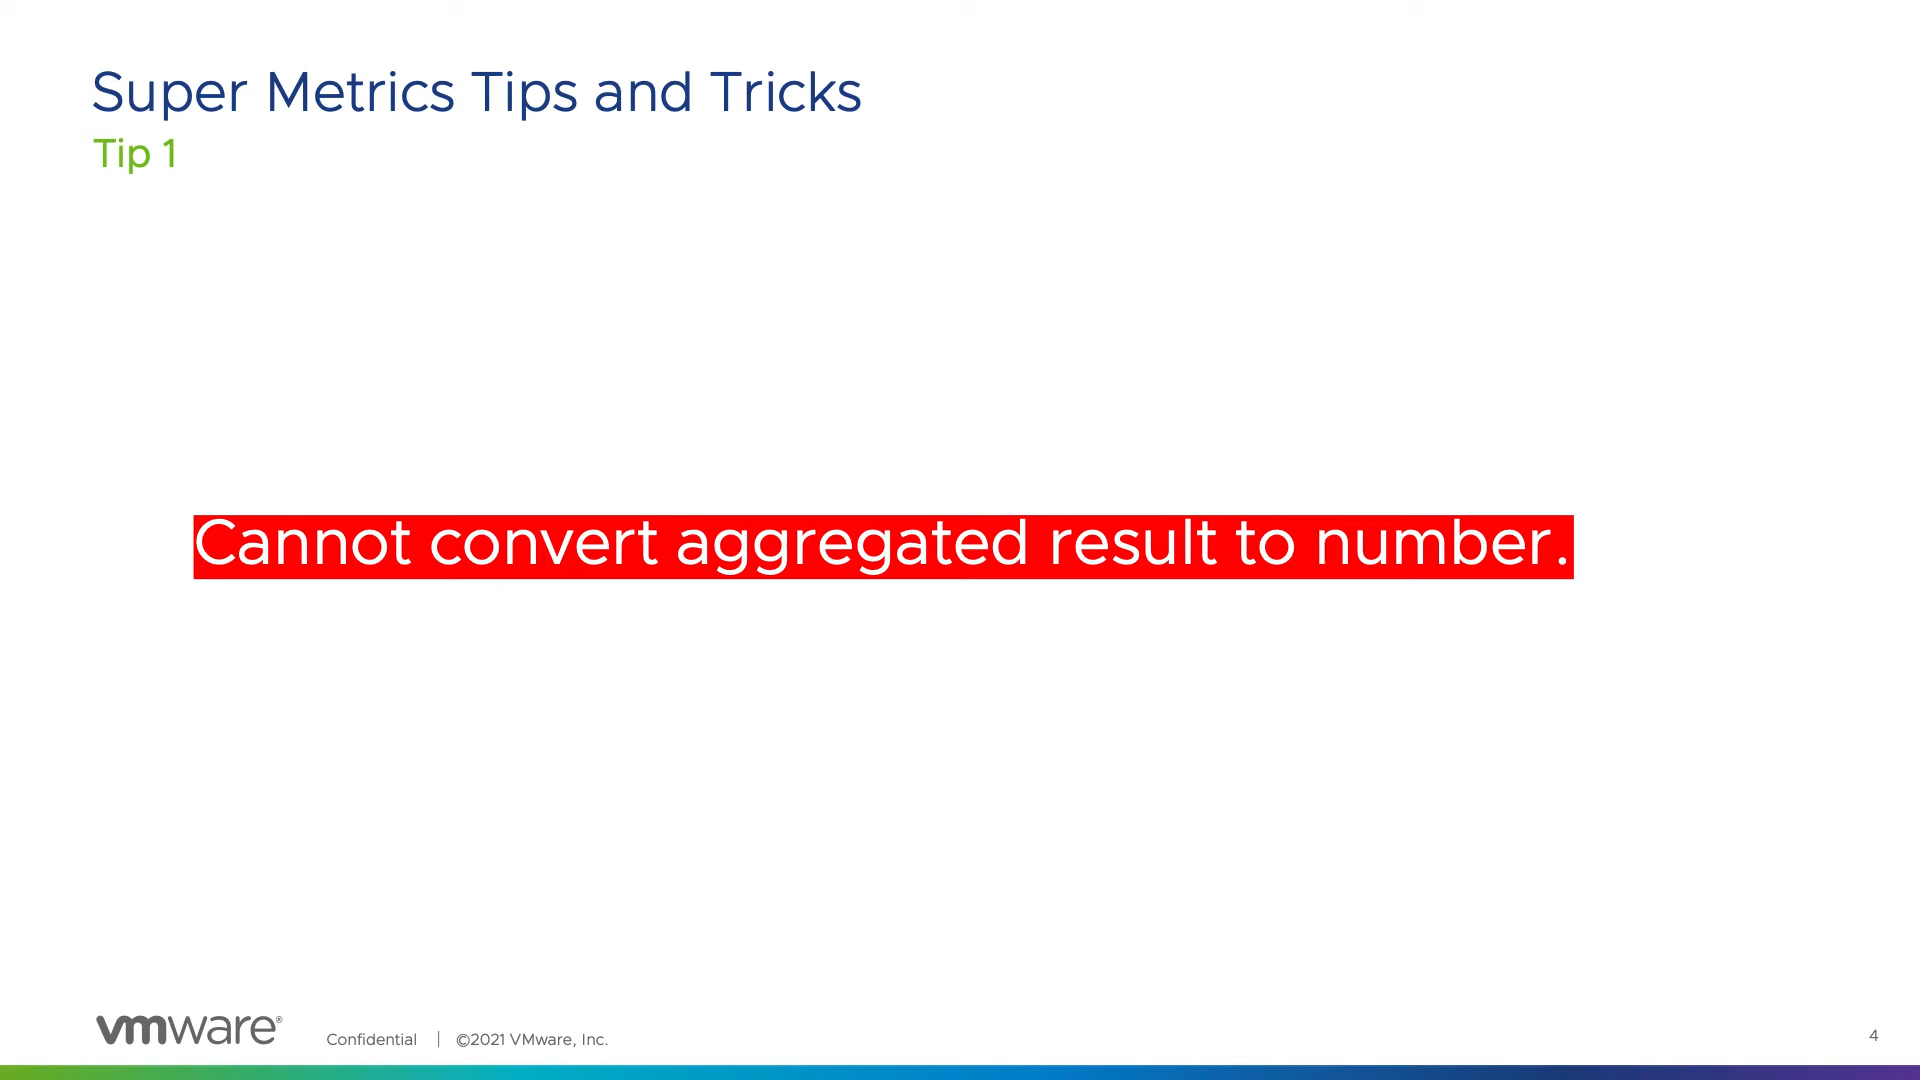 Super Metrics Tips and Tricks
Tip 1
Cannot convert aggregated result to number.
vmware®
Confidential | ©2021 VMware, Inc.
4